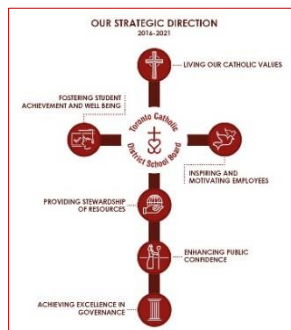 OUR STRATEGIC DIRECTION
2016-2021
LIVING OUR CATHOLIC VALUES
FOSTERING STUDENT
ACHIEVEMENT AND WELL BEING
Toronto Catholic
District School Board
INSPIRING AND
MOTIVATING EMPLOYEES
PROVIDING STEWARDSHIP
OF RESOURCES
ENHANCING PUBLIC
CONFIDENCE
ACHIEVING EXCELLENCE IN
GOVERNANCE